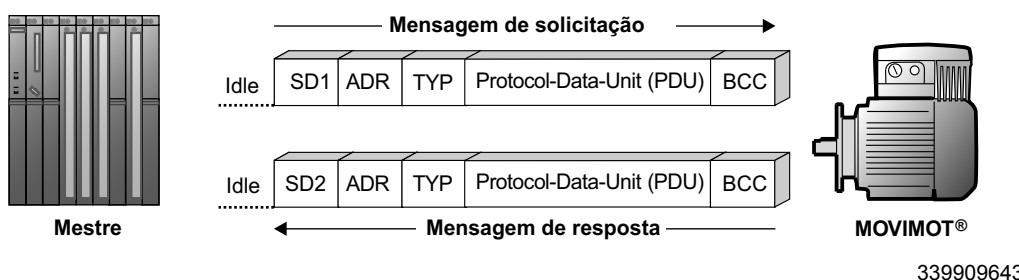 Mensagem de solicitação
Idle SD1 ADR TYP Protocol-Data-Unit (PDU) BCC
Idle SD2 ADR TYP Protocol-Data-Unit (PDU) BCC
Mestre Mensagem de resposta MOVIMOT®
339909643